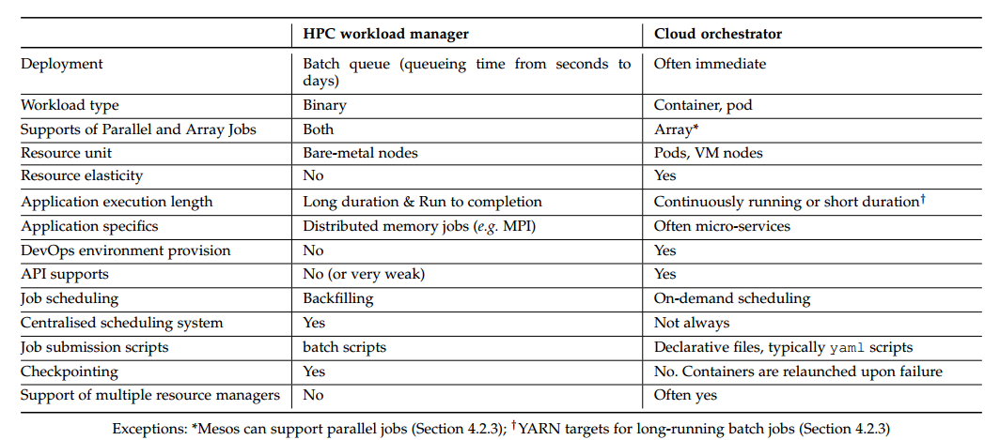 HPC workload manager Cloud orchestrator
Deployment Batch queue (queueing time from seconds to Often immediate
days)
Workload type Binary Container, pod
Supports of Parallel and Array Jobs Both Array*
Resource unit Bare-metal nodes Pods, VM nodes
Resource elasticity No Yes
Application execution length Long duration & Run to completion Continuously running or short duration†
Application specifics Distributed memory jobs (e.g. MPI) Often micro-services
DevOps environment provision No Yes
API supports No (or very weak) Yes
Job scheduling Backfilling On-demand scheduling
Centralised scheduling system Yes Not always
Job submission scripts batch scripts Declarative files, typically yaml scripts
Checkpointing Yes No. Containers are relaunched upon failure
Support of multiple resource managers No Often yes
Exceptions: *Mesos can support parallel jobs (Section 4.2.3); †YARN targets for long-running batch jobs (Section 4.2.3)